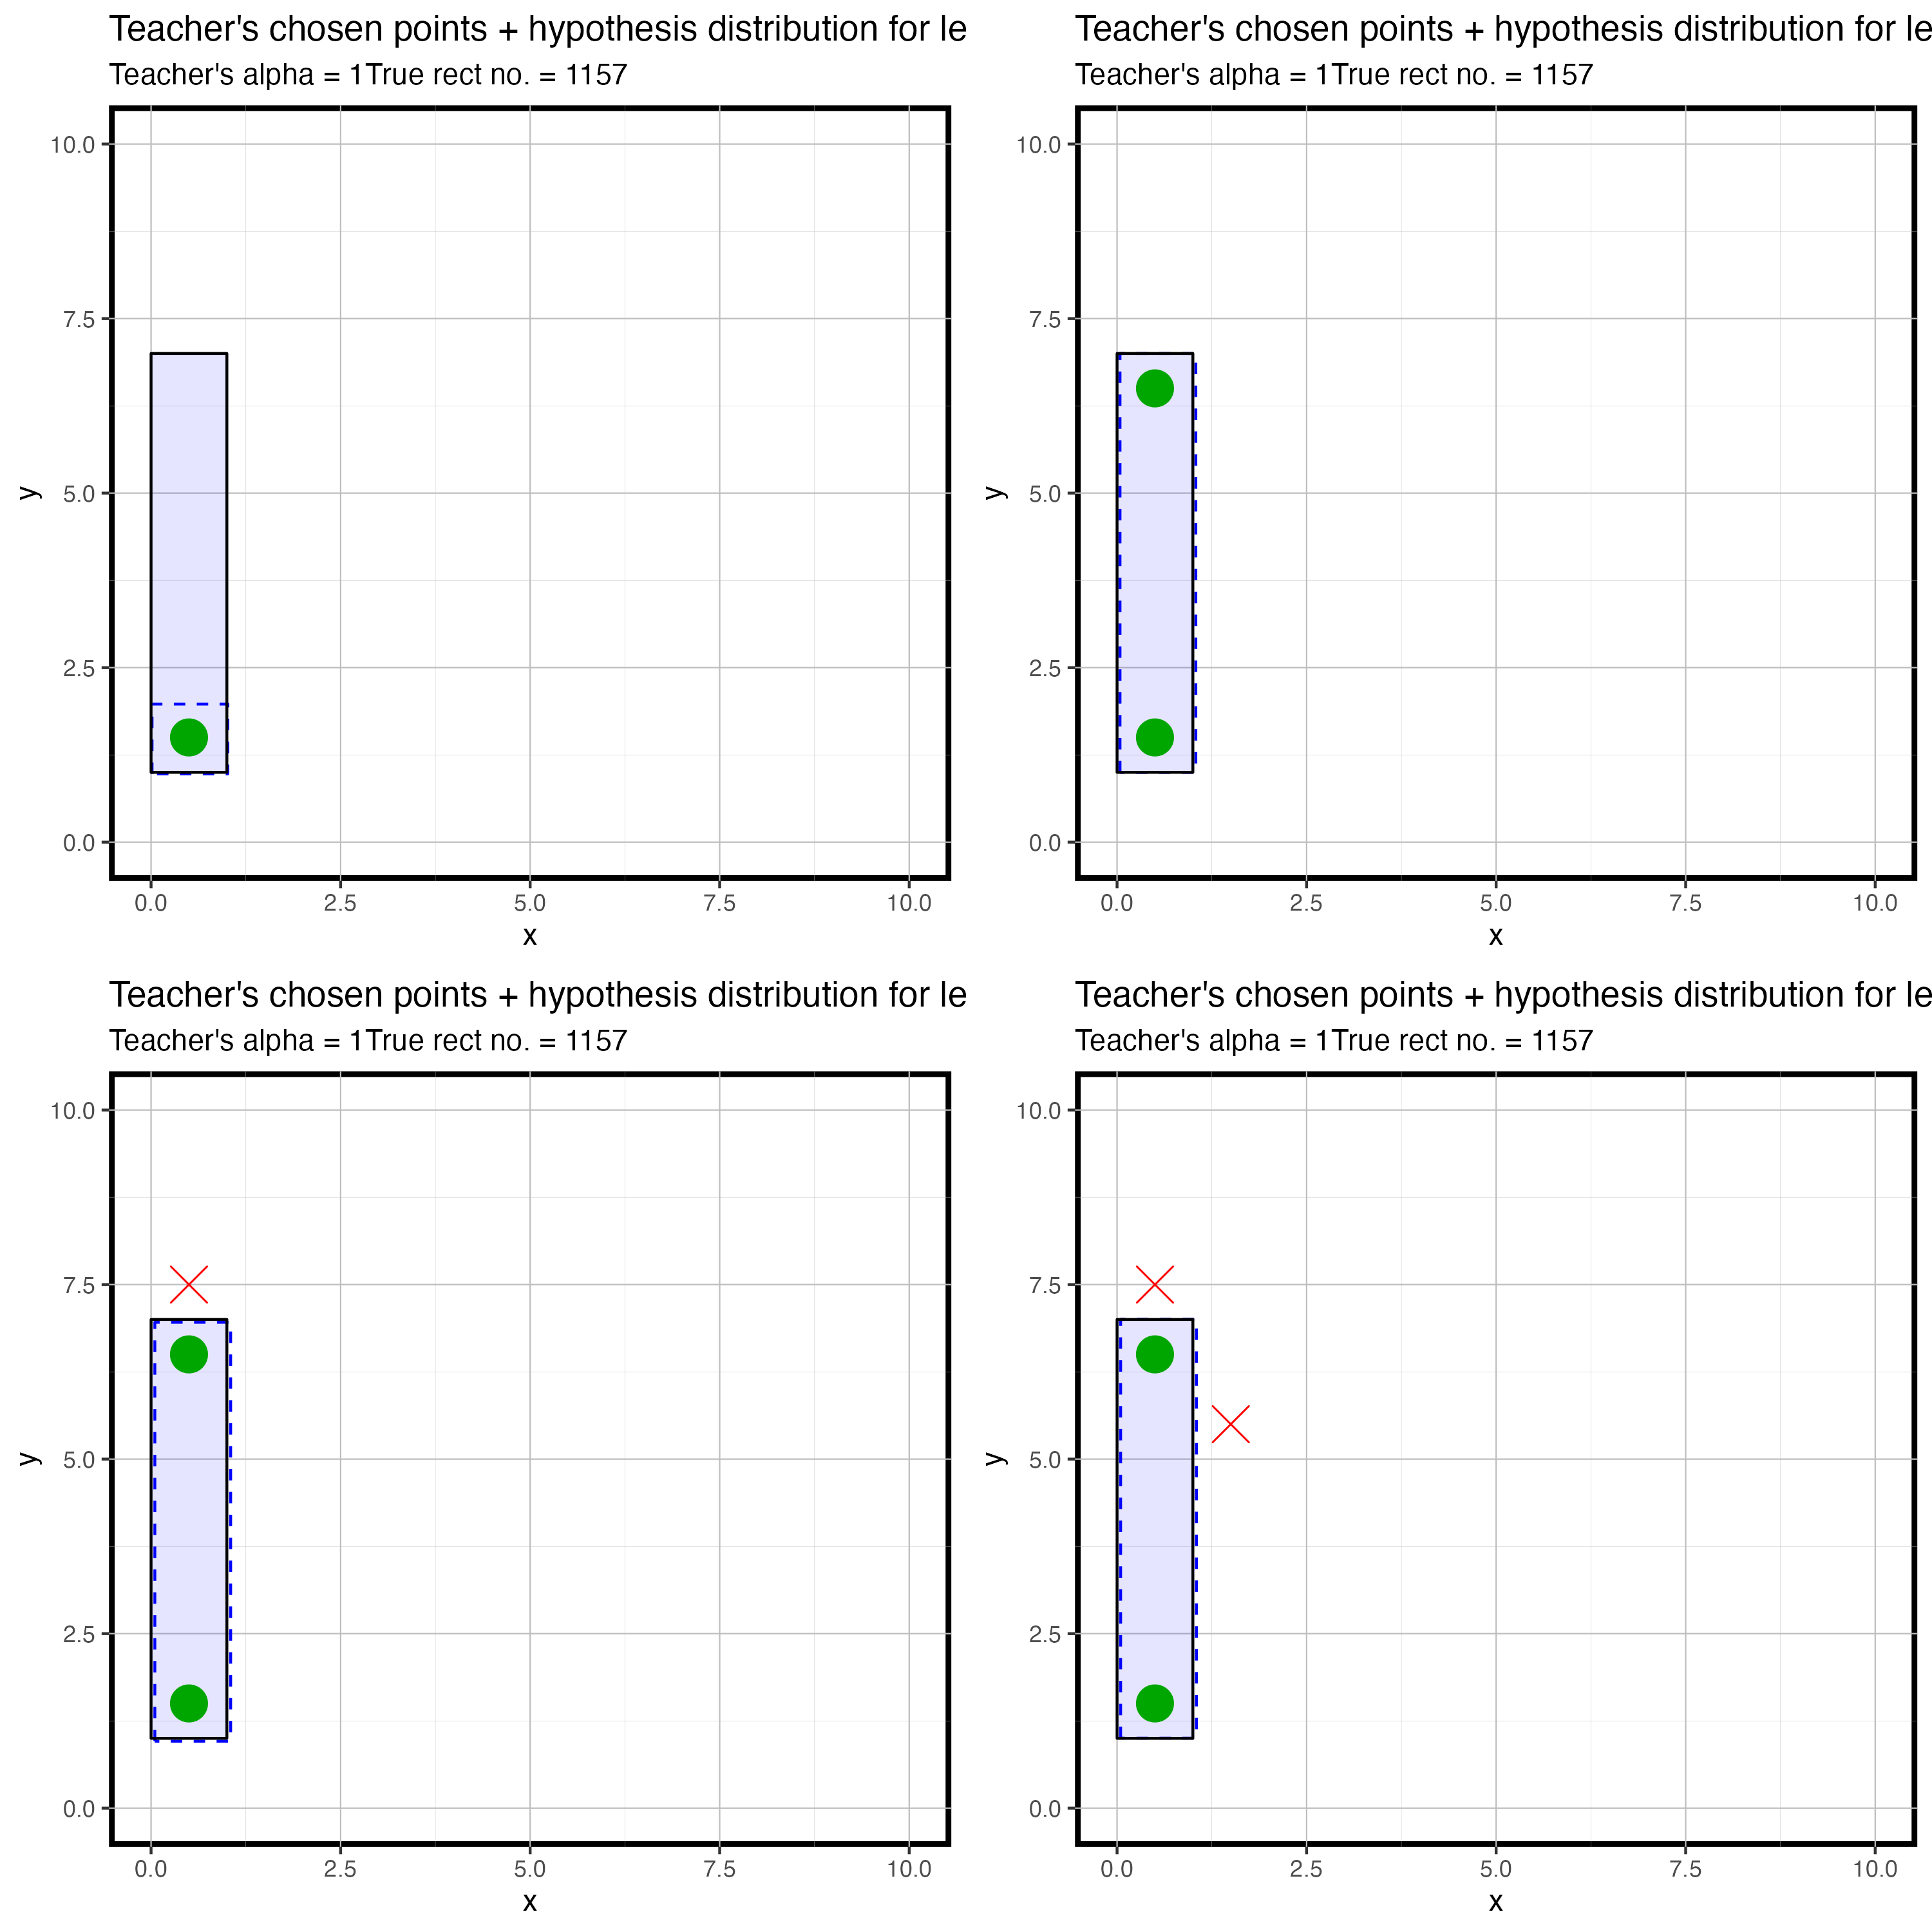 Teacher's chosen points + hypothesis distribution for le
Teacher's alpha = 1True rect no. = 1157
10.0
7.5
5.0
2.5
0.0
y
0.0 2.5 5.0 7.5 10.0
x
Teacher's chosen points + hypothesis distribution for le
Teacher's alpha = 1True rect no. = 1157
10.0
7.5
5.0
2.5
0.0
y
0.0 2.5 5.0 7.5 10.0
x
Teacher's chosen points + hypothesis distribution for le
Teacher's alpha = 1True rect no. = 1157
10.0
7.5
5.0
2.5
0.0
y
0.0 2.5 5.0 7.5 10.0
x
Teacher's chosen points + hypothesis distribution for le
Teacher's alpha = 1True rect no. = 1157
10.0
7.5
5.0
2.5
0.0
y
0.0 2.5 5.0 7.5 10.0
x